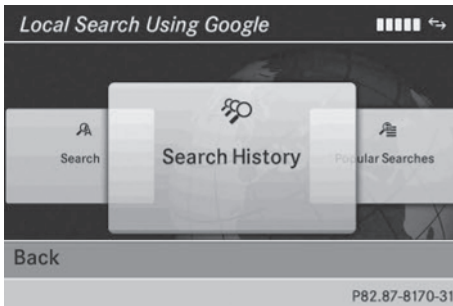 Local Search Using Google
Search
Search History
Popular Searches
Back
P82.87-8170-31